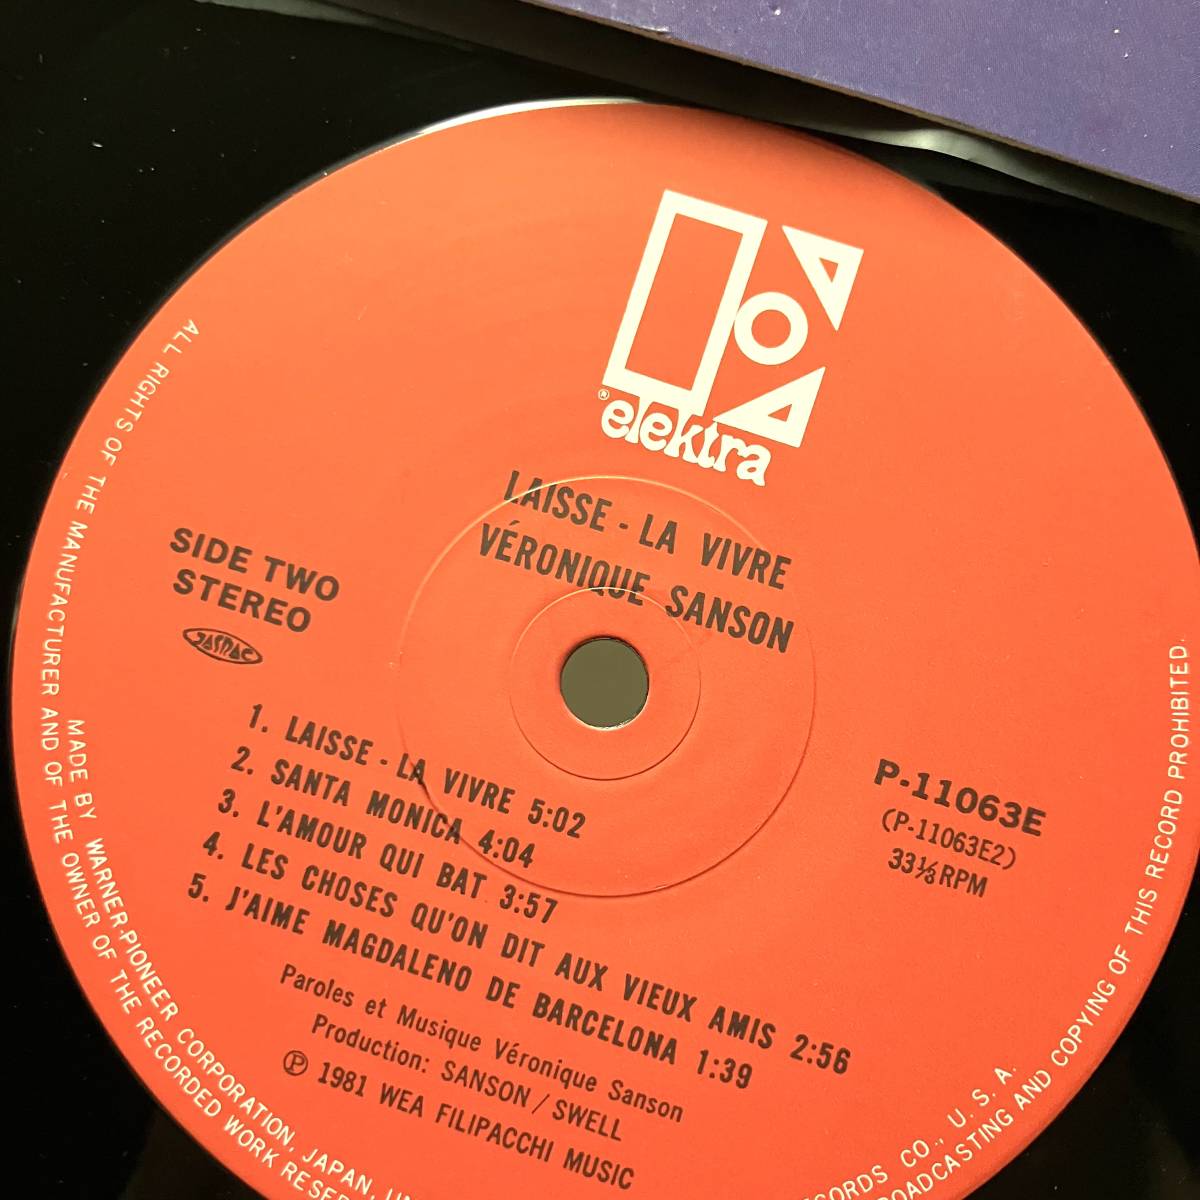 ® elektra
LAISSE - LA VIVRE
VÉRONIQUE SANSON
SIDE TWO
STEREO
JASRAC
P-11063E
(P-11063E2)
33⅓RPM
1. LAISSE - LA VIVRE 5:02
2. SANTA MONICA 4:04
3. L'AMOUR QUI BAT 3:57
4. LES CHOSES QU'ON DIT AUX VIEUX AMIS 2:56
5. J'AIME MAGDALENO DE BARCELONA 1:39
Paroles et Musique Véronique Sanson
Production: SANSON / SWELL
Ⓟ 1981 WEA FILIPACCHI MUSIC
ALL RIGHTS OF THE MANUFACTURER AND OF THE OWNER OF THE RECORDED WORK
BROADCASTING AND COPYING OF THIS RECORD PROHIBITED.
MADE BY WARNER-PIONEER CORPORATION, JAPAN,
CO., U. S. A.